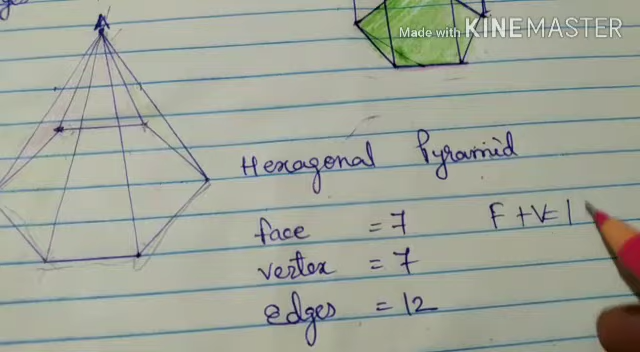 A
Made with KINEMASTER
Hexagonal Pyramid
face = 7 F + V = 1
vertex = 7
edges = 12